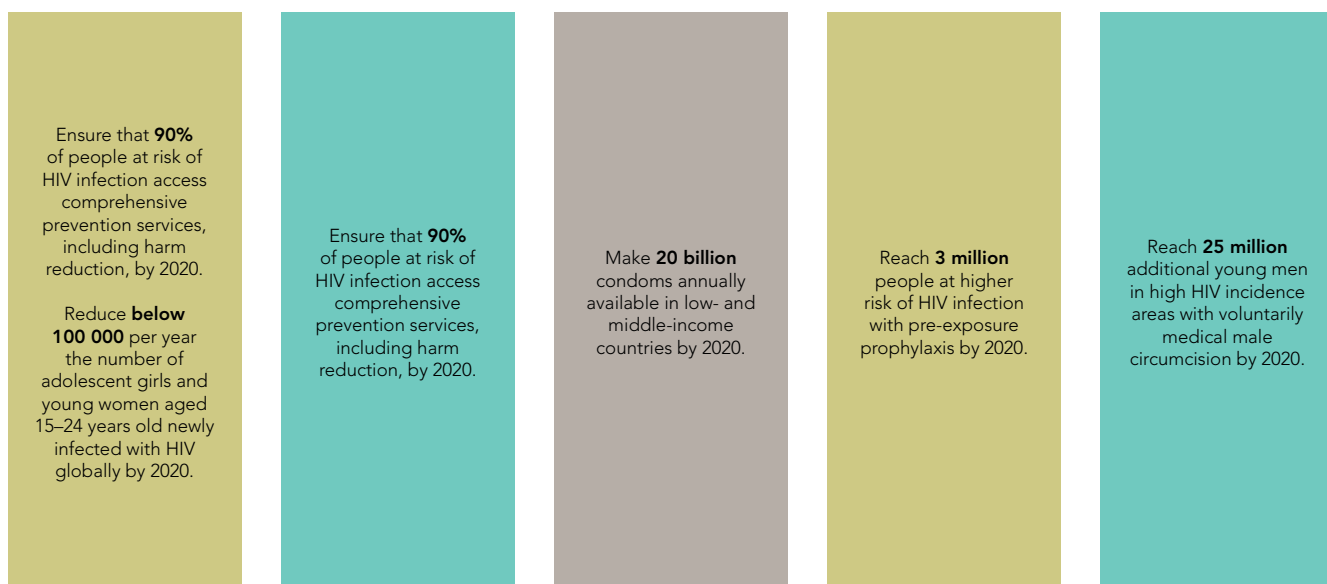 Ensure that 90%
of people at risk of
HIV infection access
comprehensive
prevention services,
including harm
reduction, by 2020.
Reduce below
100 000 per year
the number of
adolescent girls and
young women aged
15–24 years old newly
infected with HIV
globally by 2020.
Ensure that 90%
of people at risk of
HIV infection access
comprehensive
prevention services,
including harm
reduction, by 2020.
Make 20 billion
condoms annually
available in low- and
middle-income
countries by 2020.
Reach 3 million
people at higher
risk of HIV infection
with pre-exposure
prophylaxis by 2020.
Reach 25 million
additional young men
in high HIV incidence
areas with voluntarily
medical male
circumcision by 2020.